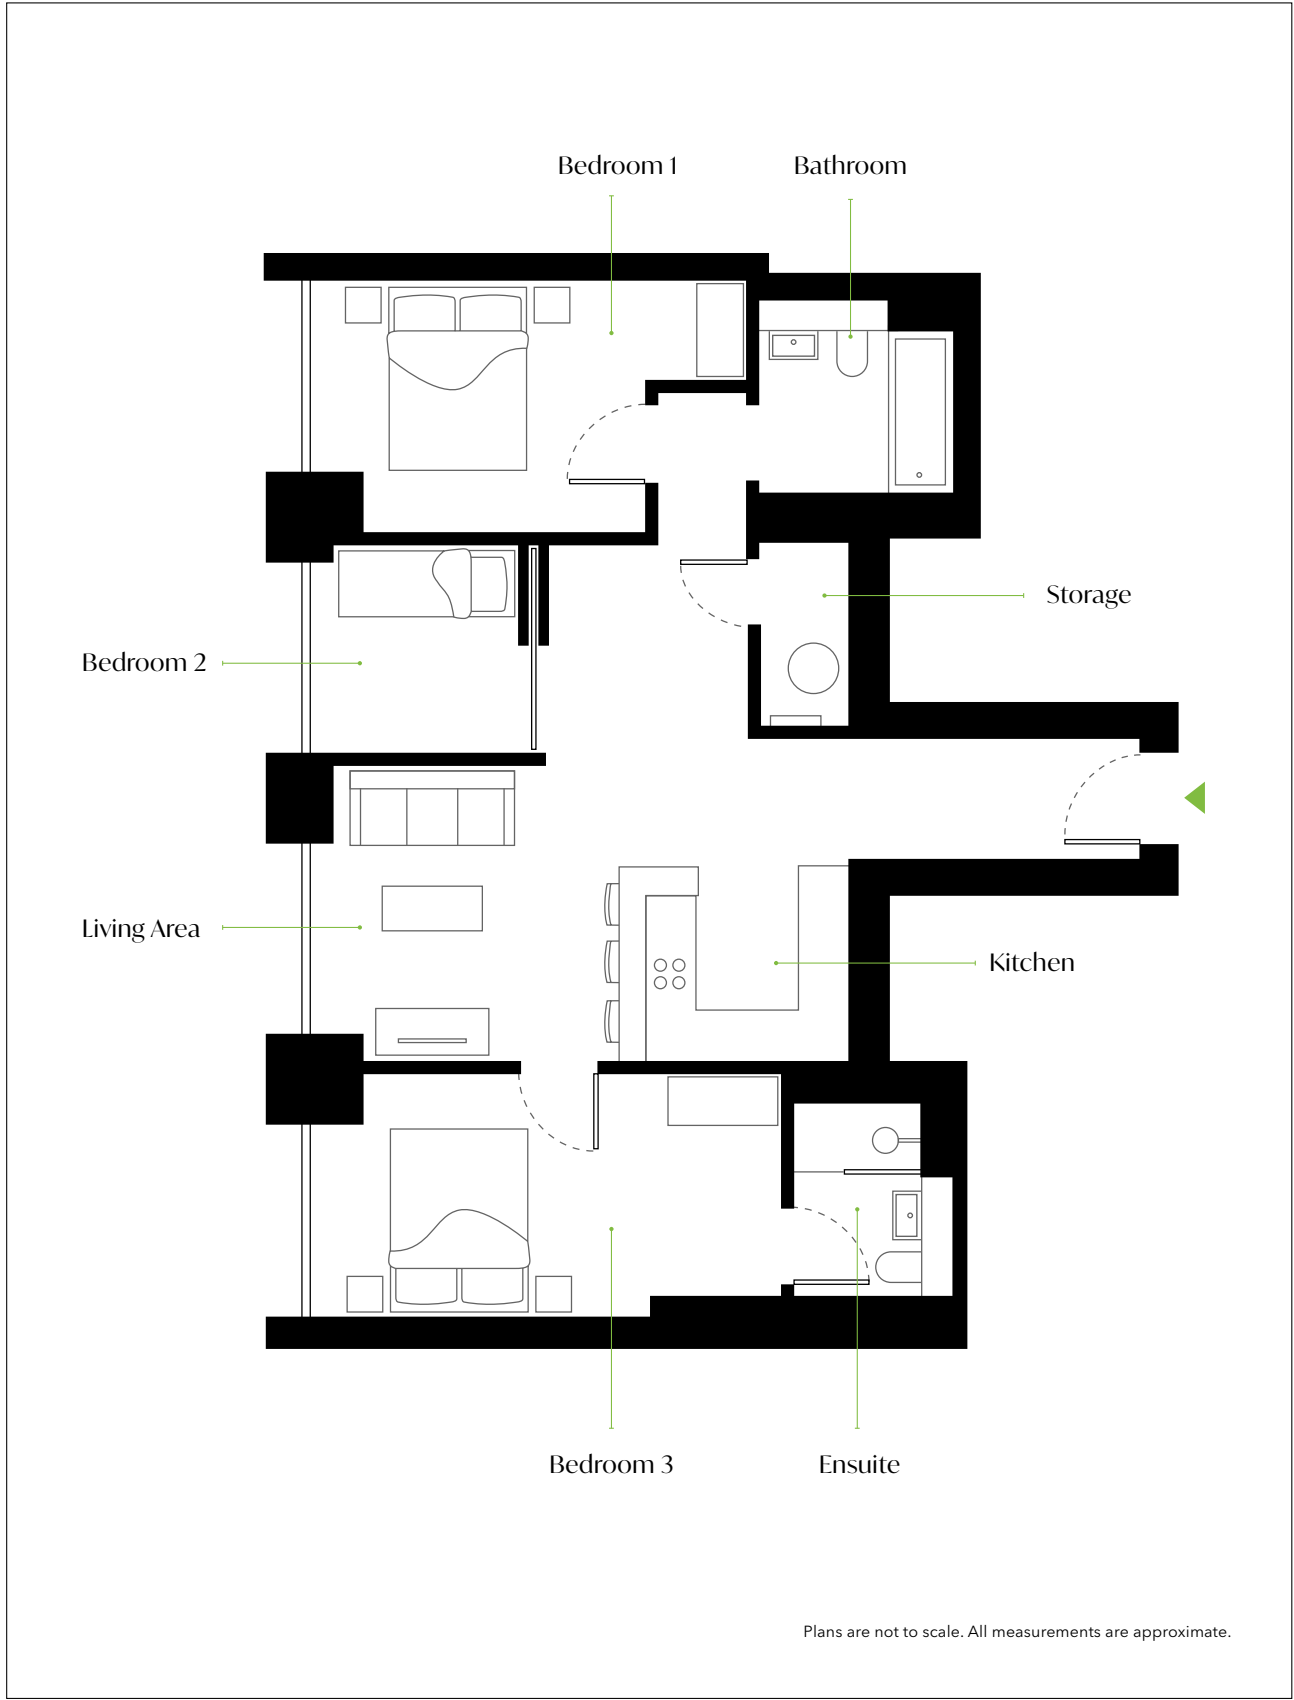 Bedroom 1
Bathroom
Storage
Bedroom 2
Living Area
Kitchen
Bedroom 3
Ensuite
Plans are not to scale. All measurements are approximate.